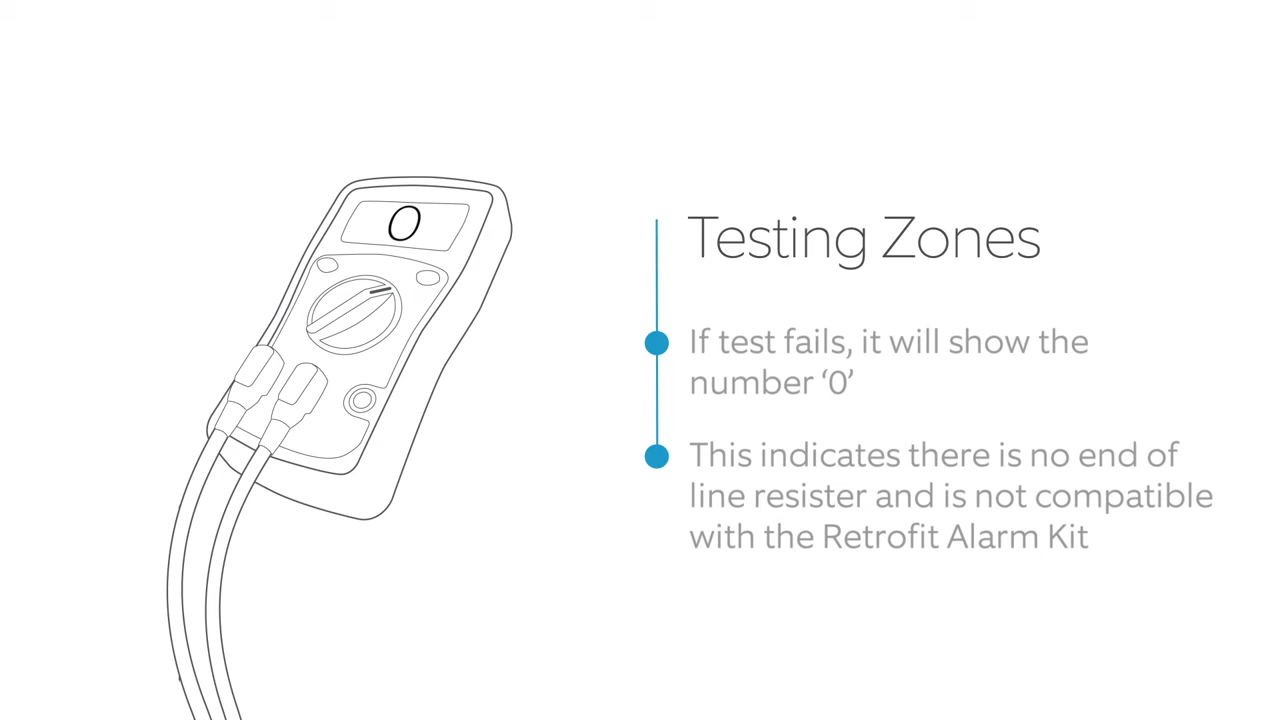 0
Testing Zones
If test fails, it will show the
number ‘0’
This indicates there is no end of
line resister and is not compatible
with the Retrofit Alarm Kit